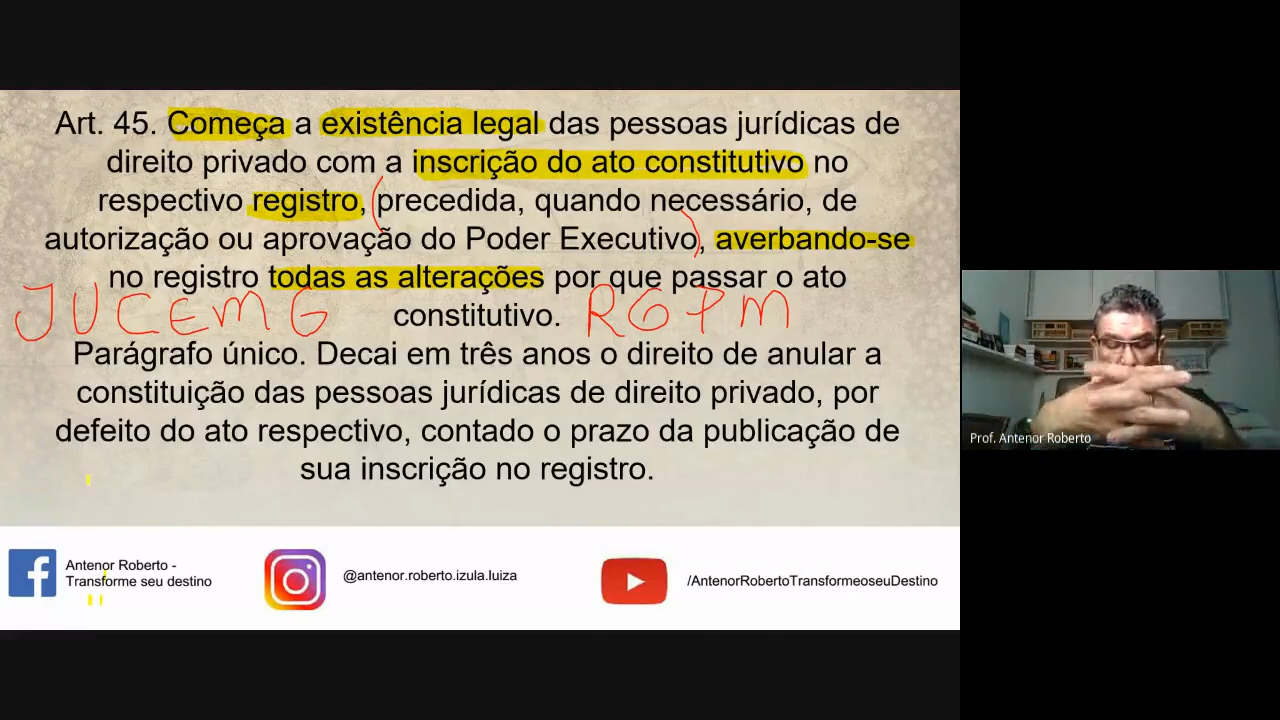 Art. 45. Começa a existência legal das pessoas jurídicas de
direito privado com a inscrição do ato constitutivo no
respectivo registro, (precedida, quando necessário, de
autorização ou aprovação do Poder Executivo), averbando-se
no registro todas as alterações por que passar o ato
JUCEMG constitutivo. RGPM
Parágrafo único. Decai em três anos o direito de anular a
constituição das pessoas jurídicas de direito privado, por
defeito do ato respectivo, contado o prazo da publicação de
sua inscrição no registro.
Antenor Roberto -
Transforme seu destino
@antenor.roberto.izula.luiza
/AntenorRobertoTransformeoseuDestino
Prof. Antenor Roberto